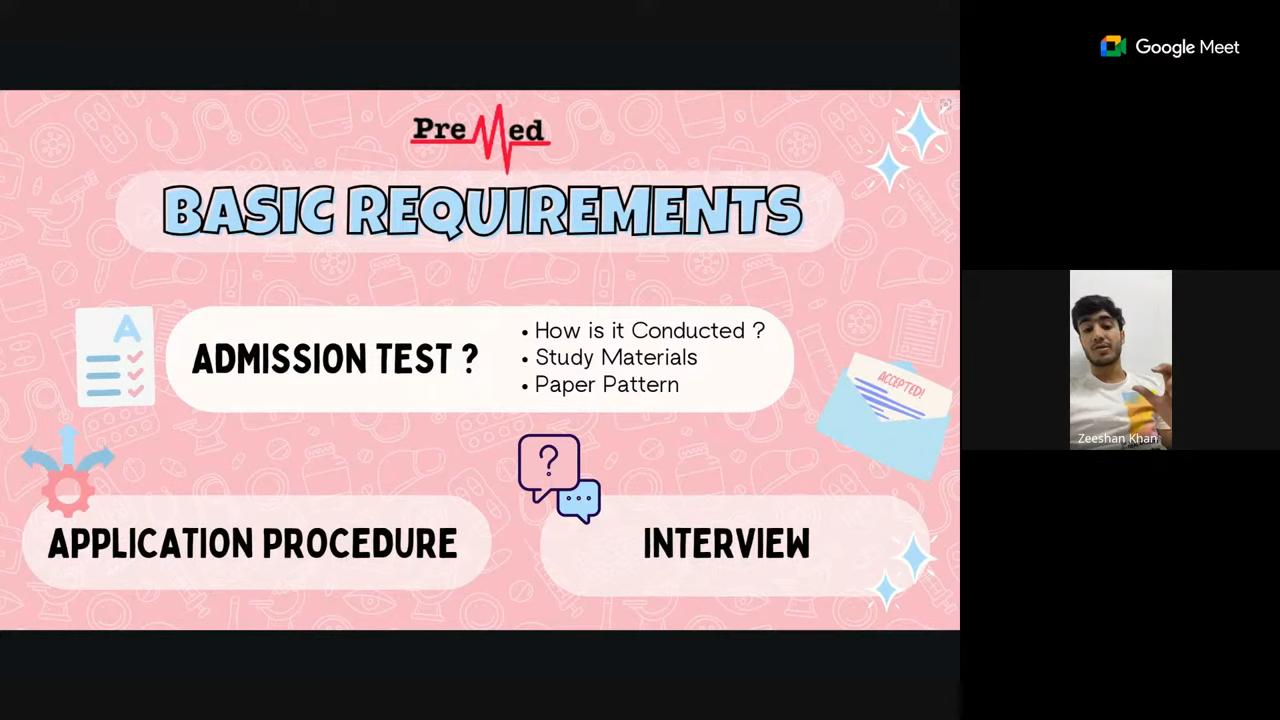 Google Meet
PreMed
BASIC REQUIREMENTS
A
ADMISSION TEST ?
• How is it Conducted ?
• Study Materials
• Paper Pattern
ACCEPTED!
?
APPLICATION PROCEDURE
INTERVIEW
Zeeshan Khan